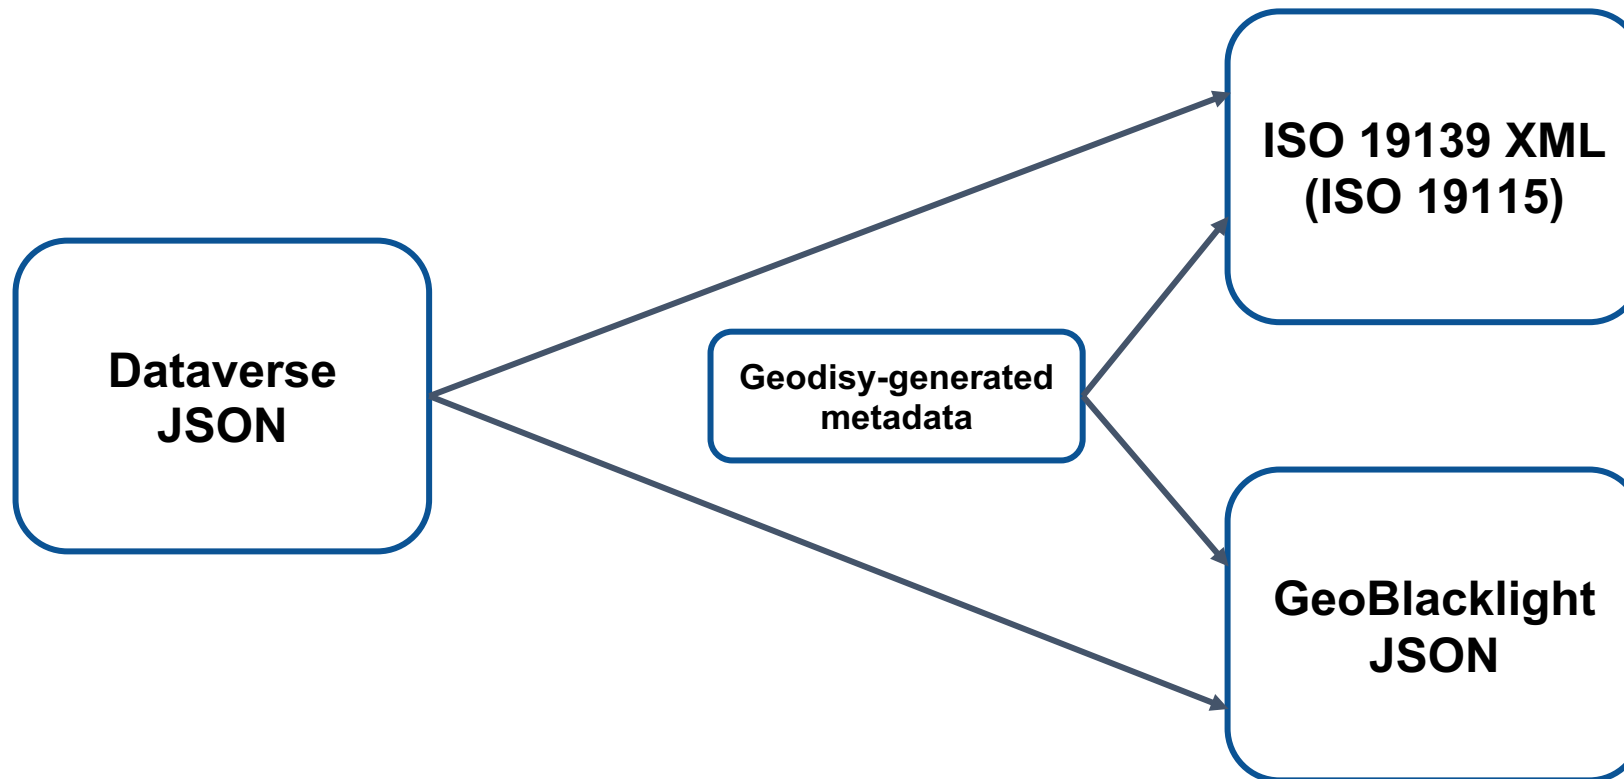 Dataverse
JSON
Geodisy-generated
metadata
ISO 19139 XML
(ISO 19115)
GeoBlacklight
JSON